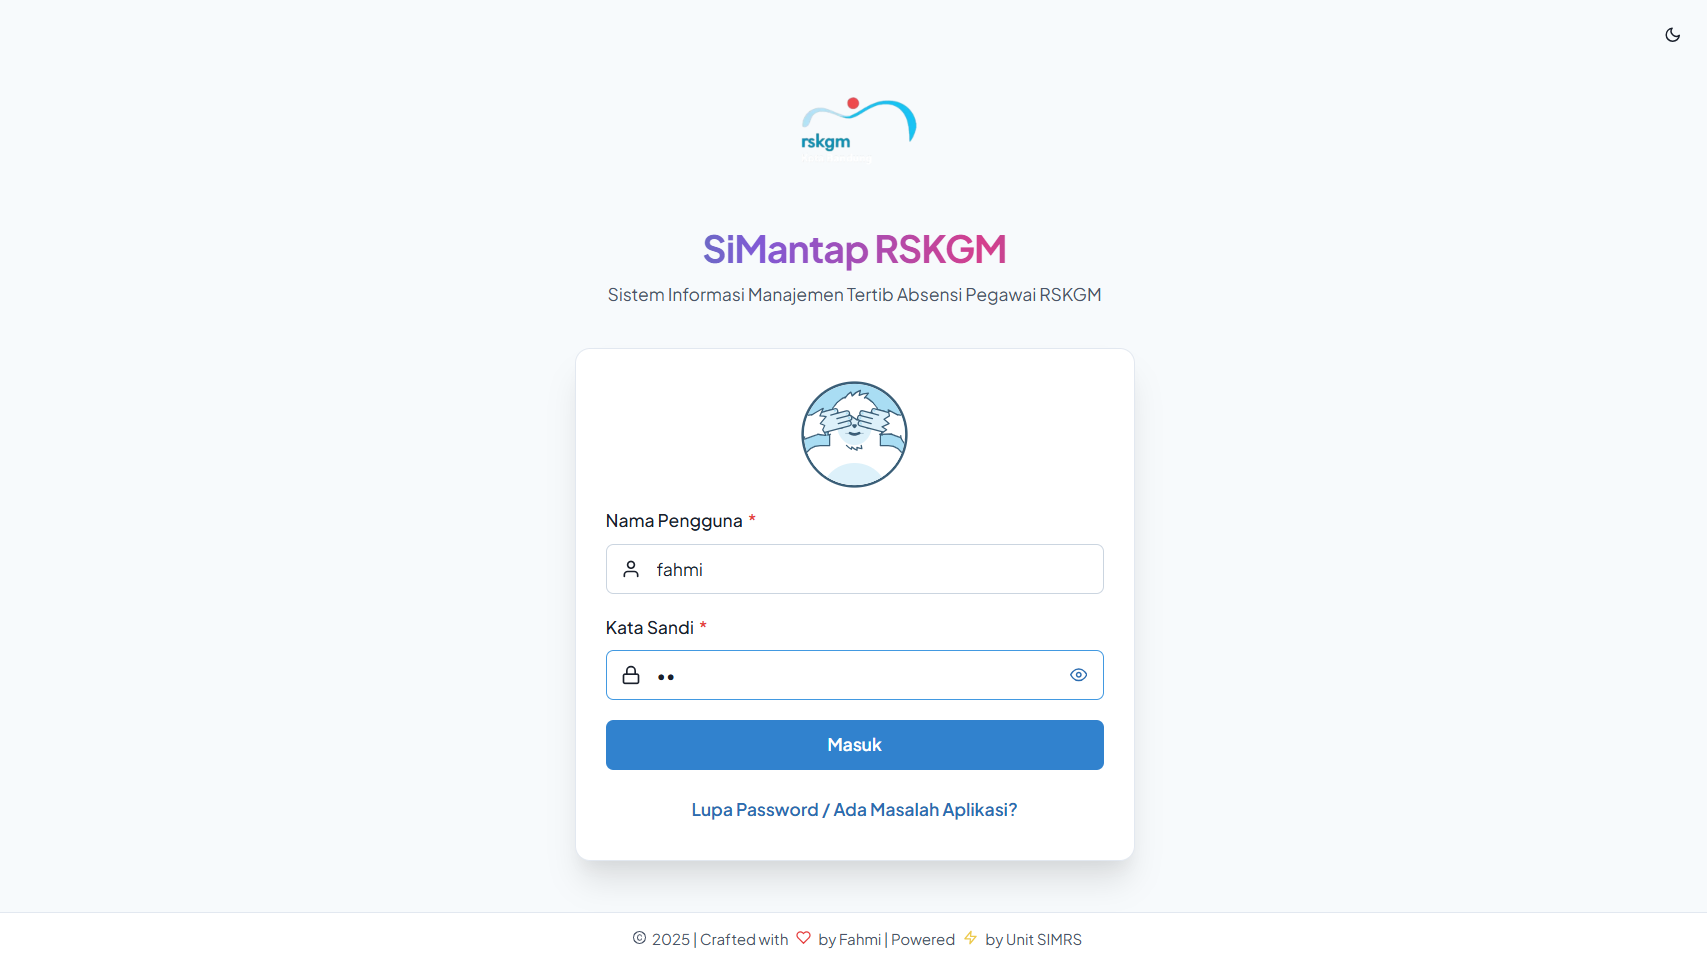 rskgm
SiMantap RSKGM
Sistem Informasi Manajemen Tertib Absensi Pegawai RSKGM
Nama Pengguna *
fahmi
Kata Sandi *
••
Masuk
Lupa Password / Ada Masalah Aplikasi?
© 2025 | Crafted with by Fahmi | Powered by Unit SIMRS